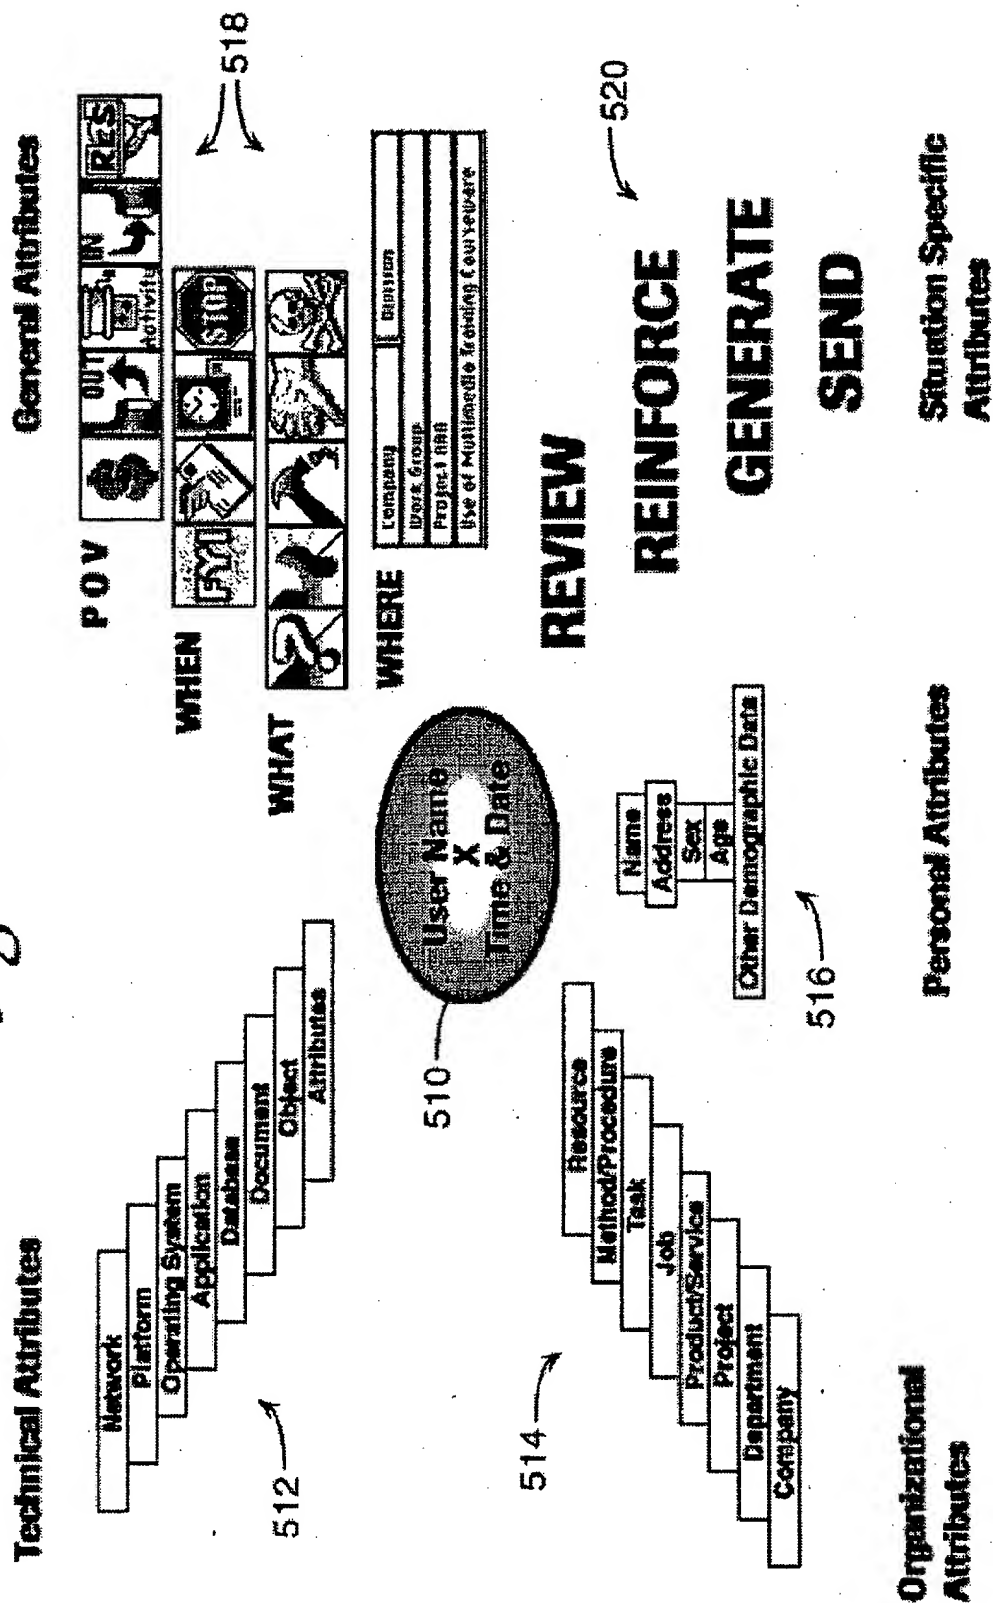 Technical Attributes
Network
Platform
Operating System
Application
Database
Document
Object
Attributes
512
General Attributes
POV
OUT
Activity
IN
RES
WHEN
FYI
STOP
WHAT
WHERE
Company
Division
Work Group
Project AAA
Use of Multimedia Training Courseware
518
User Name
X
Time & Date
510
Resource
Method/Procedure
Task
Job
Product/Service
Project
Department
Company
514
Organizational
Attributes
Name
Address
Sex
Age
Other Demographic Data
516
Personal Attributes
REVIEW
REINFORCE
GENERATE
SEND
520
Situation Specific
Attributes